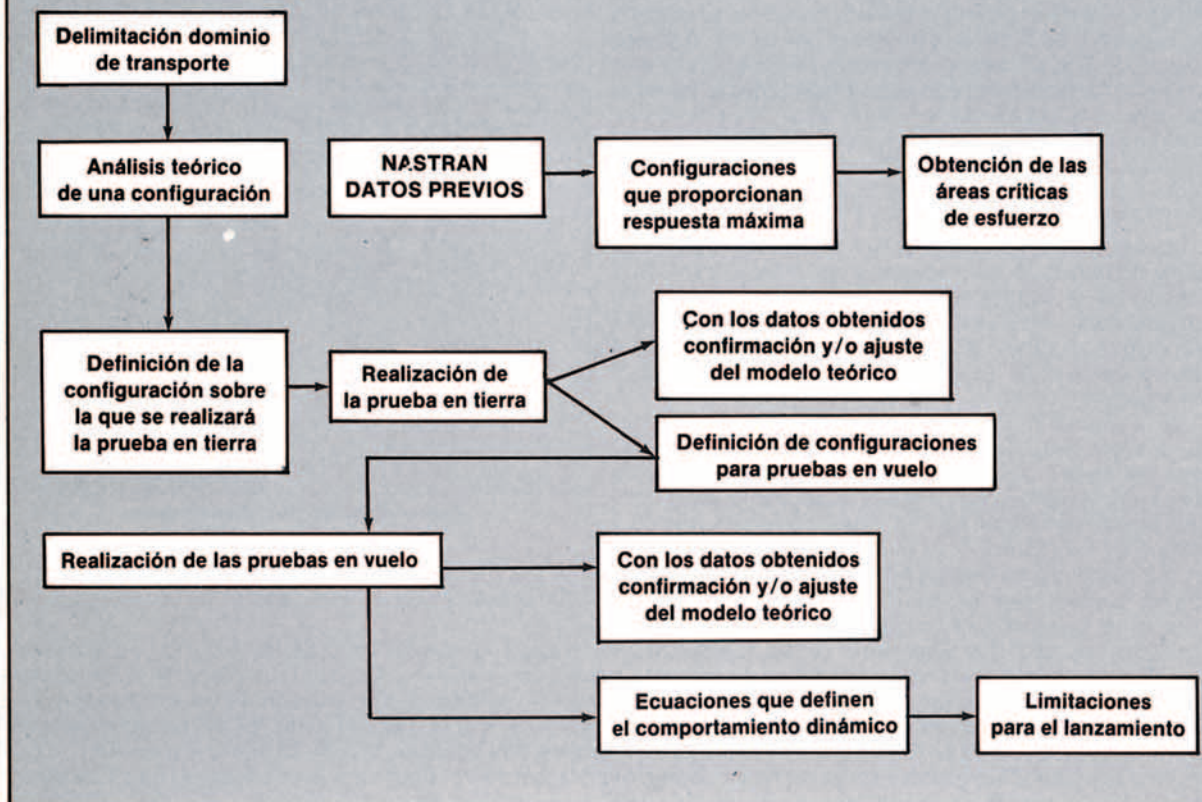 Delimitación dominio
de transporte
Análisis teórico
de una configuración
NASTRAN
DATOS PREVIOS
Configuraciones
que proporcionan
respuesta máxima
Obtención de las
áreas críticas
de esfuerzo
Definición de la
configuración sobre
la que se realizará
la prueba en tierra
Realización de
la prueba en tierra
Con los datos obtenidos
confirmación y/o ajuste
del modelo teórico
Definición de configuraciones
para pruebas en vuelo
Realización de las pruebas en vuelo
Con los datos obtenidos
confirmación y/o ajuste
del modelo teórico
Ecuaciones que definen
el comportamiento dinámico
Limitaciones
para el lanzamiento